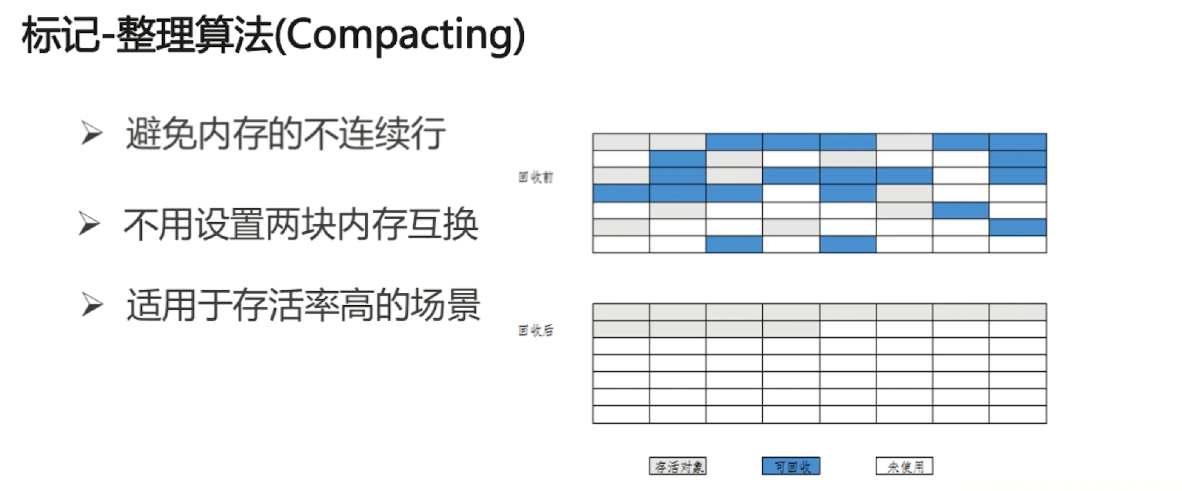 标记-整理算法(Compacting)
➢ 避免内存的不连续行
回收前
➢ 不用设置两块内存互换
➢ 适用于存活率高的场景
回收后
存活对象 可回收 未使用